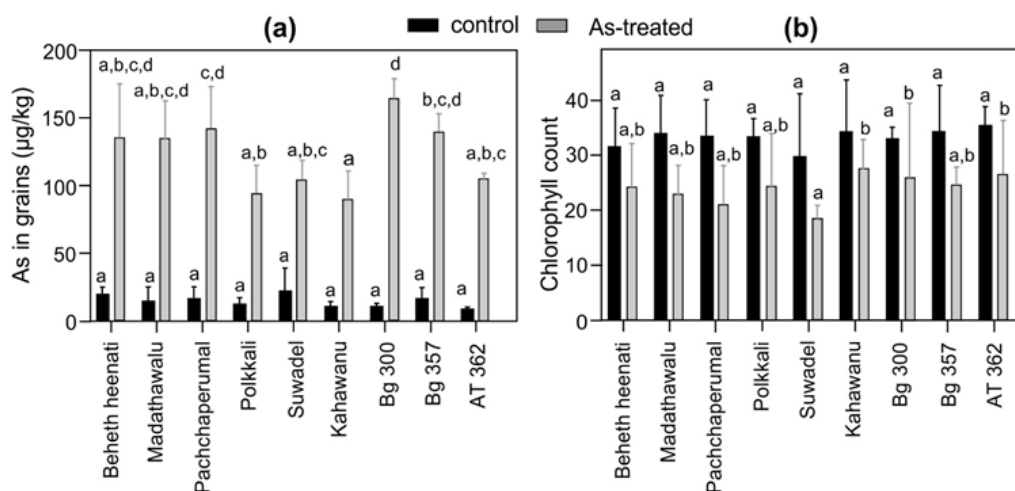 (a) control As-treated (b)
As in grains (µg/kg)
200
150
100
50
0
a,b,c,d
a,b,c,d
c,d
a,b
a,b,c
a
d
b,c,d
a,b,c
a
a
a
a
a
a
a
a
a
Beheth heenati
Madathawalu
Pachchaperumal
Polkkali
Suwadel
Kahawanu
Bg 300
Bg 357
AT 362
Chlorophyll count
40
30
20
10
0
a
a,b
a
a,b
a
a,b
a
a,b
a
a
a
b
a
b
a
a,b
a
b
Beheth heenati
Madathawalu
Pachchaperumal
Polkkali
Suwadel
Kahawanu
Bg 300
Bg 357
AT 362